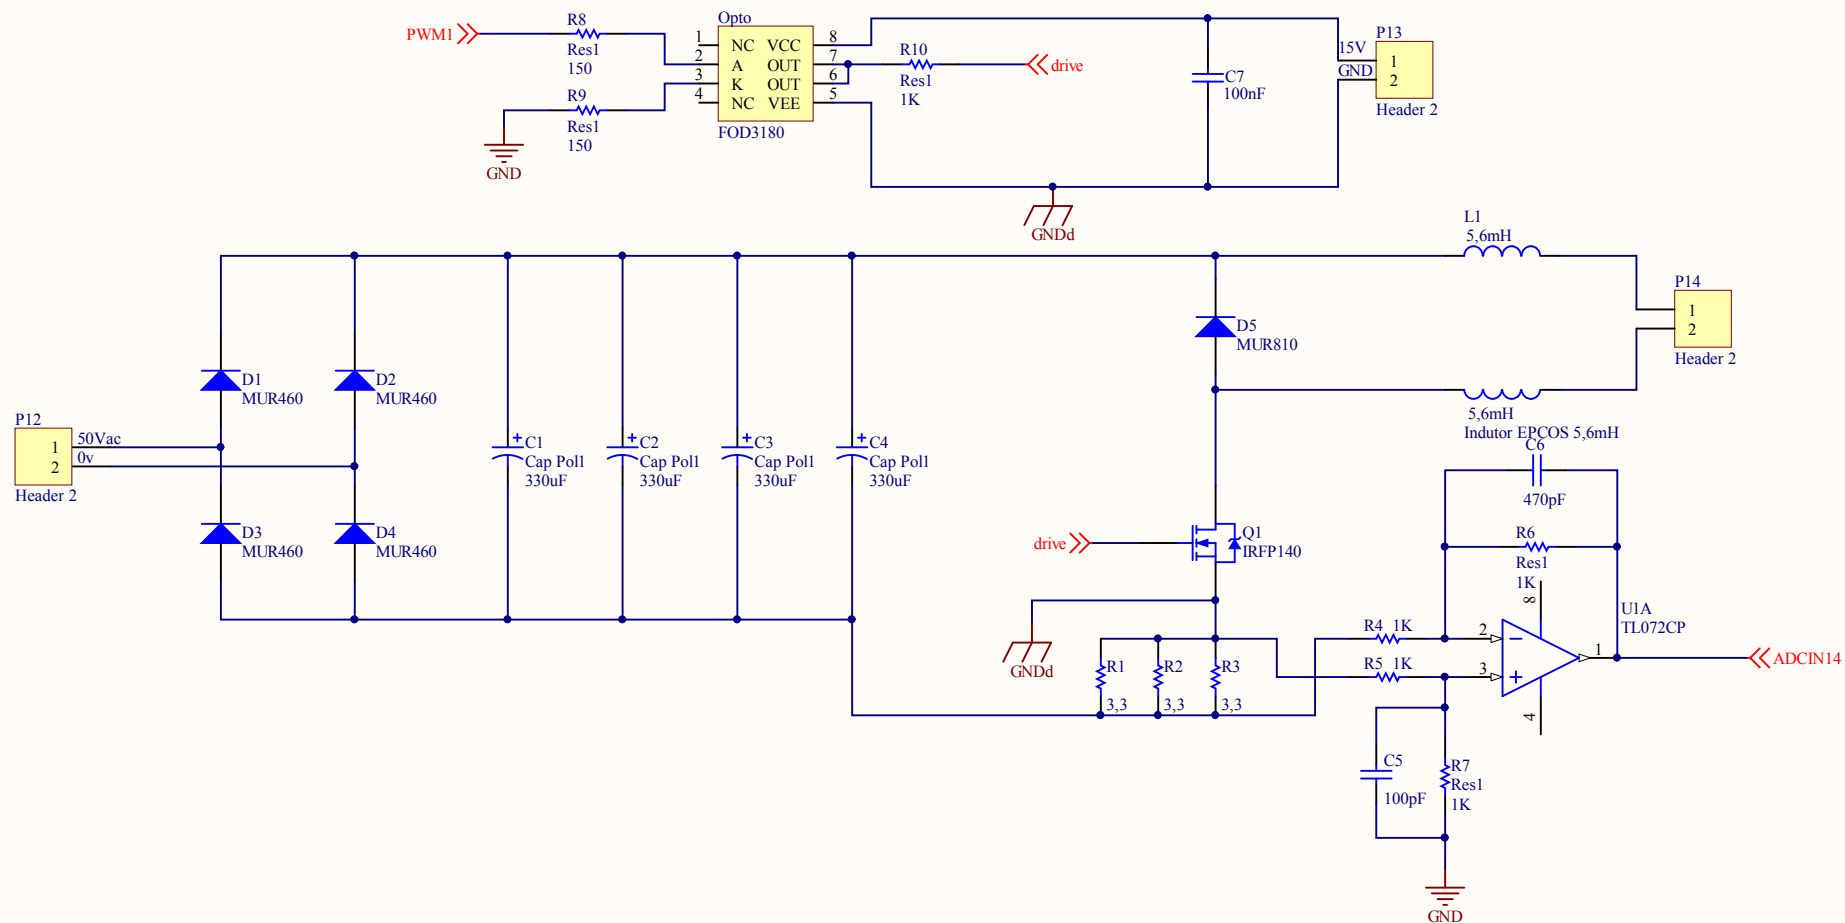 PWM1
R8
Res1
150
R9
Res1
150
GND
Opto
1 NC VCC 8
2 A OUT 7
3 K OUT 6
4 NC VEE 5
FOD3180
R10
Res1
1K
drive
C7
100nF
P13
15V
GND
1
2
Header 2
GNDd
L1
5,6mH
P14
1
2
Header 2
5,6mH
Indutor EPCOS 5,6mH
D5
MUR810
D1
MUR460
D2
MUR460
P12
50Vac
0v
1
2
Header 2
D3
MUR460
D4
MUR460
C1
Cap Pol1
330uF
C2
Cap Pol1
330uF
C3
Cap Pol1
330uF
C4
Cap Pol1
330uF
drive
Q1
IRFP140
GNDd
R1
3,3
R2
3,3
R3
3,3
C6
470pF
R6
Res1
1K
8
U1A
TL072CP
R4 1K
2
R5 1K
3
1
4
ADCIN14
C5
100pF
R7
Res1
1K
GND